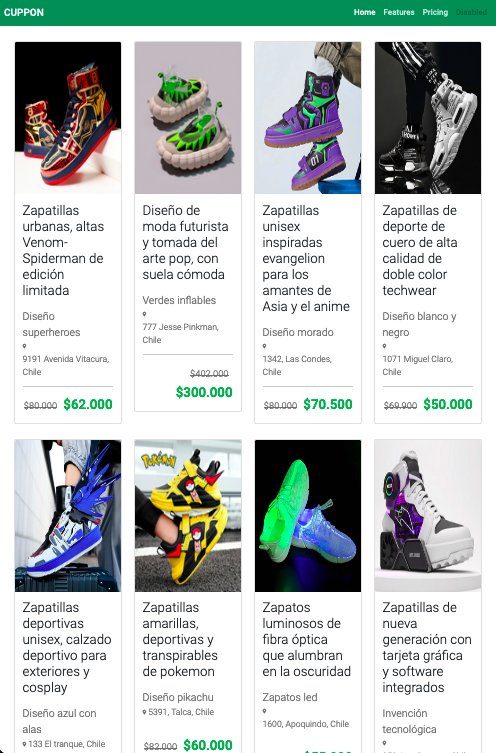 CUPPON
Home Features Pricing Disabled
Zapatillas
urbanas, altas
Venom-
Spiderman de
edición
limitada
Diseño
superheroes
9191 Avenida Vitacura,
Chile
$80.000 $62.000
Diseño de
moda futurista
y tomada del
arte pop, con
suela cómoda
Verdes inflables
777 Jesse Pinkman,
Chile
$402.000
$300.000
Zapatillas
unisex
inspiradas
evangelion
para los
amantes de
Asia y el anime
Diseño morado
1342, Las Condes,
Chile
$80.000 $70.500
Zapatillas de
deporte de
cuero de alta
calidad de
doble color
techwear
Diseño blanco y
negro
1071 Miguel Claro,
Chile
$69.900 $50.000
Zapatillas
deportivas
unisex, calzado
deportivo para
exteriores y
cosplay
Diseño azul con
alas
133 El tranque, Chile
POKéMON
Zapatillas
amarillas,
deportivas y
transpirables
de pokemon
Diseño pikachu
5391, Talca, Chile
$82.000 $60.000
Zapatos
luminosos de
fibra óptica
que alumbran
en la oscuridad
Zapatos led
1600, Apoquindo, Chile
Zapatillas de
nueva
generación con
tarjeta gráfica
y software
integrados
Invención
tecnológica